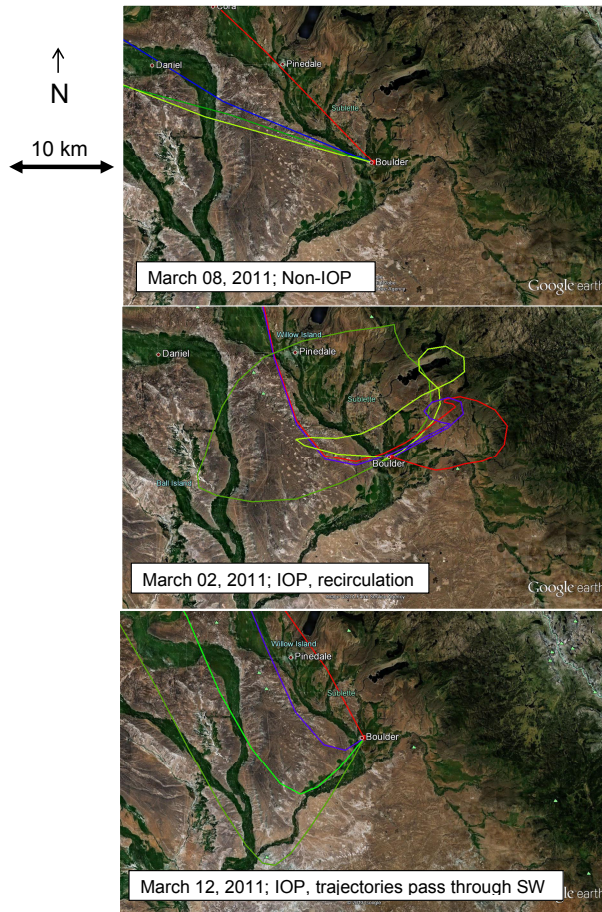 Cora
Daniel
Pinedale
N
Sublette
10 km
Boulder
March 08, 2011; Non-IOP
Google earth
Willow Island
Daniel
Pinedale
Sublette
Boulder
Ball Island
March 02, 2011; IOP, recirculation
Google earth
Willow Island
Pinedale
Sublette
Boulder
March 12, 2011; IOP, trajectories pass through SW